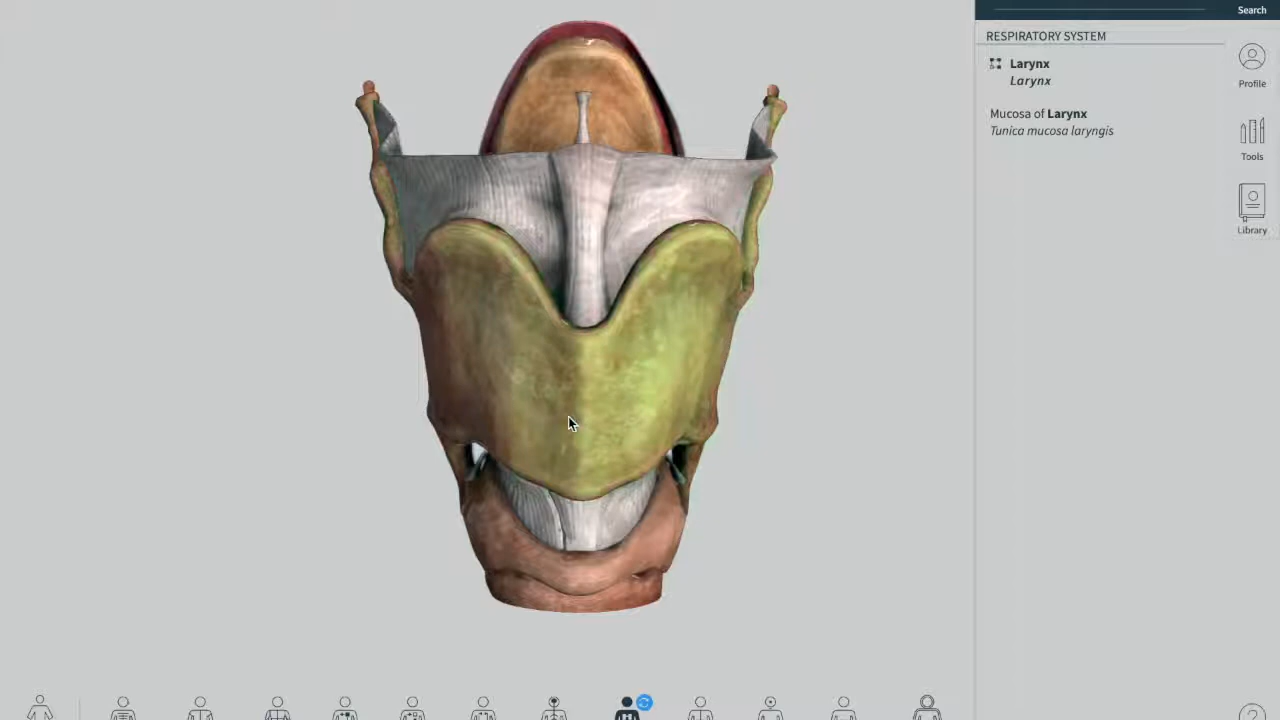 Search
RESPIRATORY SYSTEM
Larynx
Larynx
Profile
Mucosa of Larynx
Tunica mucosa laryngis
Tools
Library
?